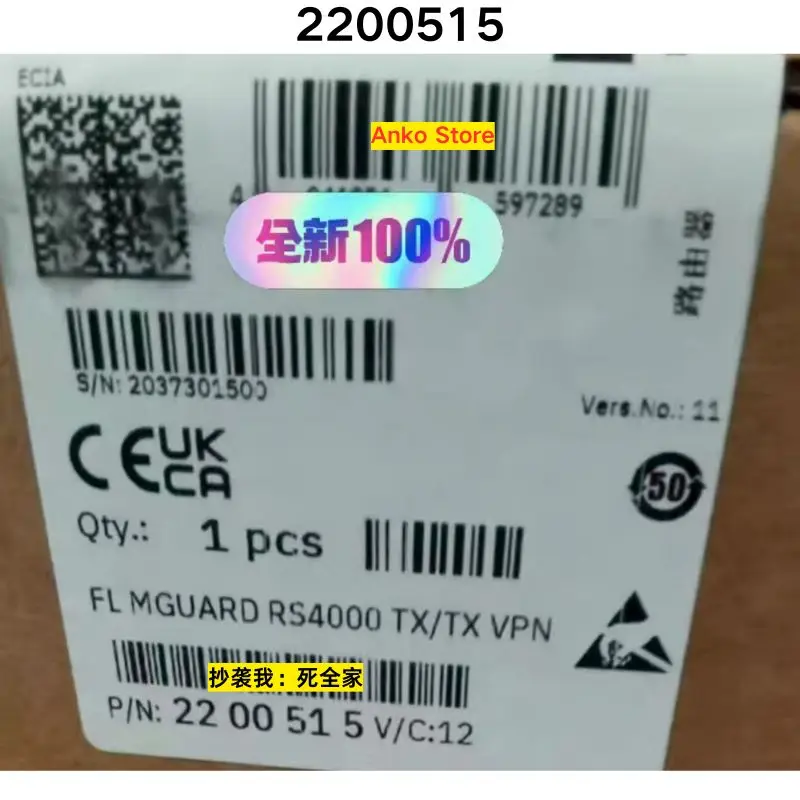 2200515
ECIA
Anko Store
4
597289
全新100%
路由器
S/N: 2037301500
Vers.No.: 11
CE UK
CA
50
Qty.: 1 pcs
FL MGUARD RS4000 TX/TX VPN
抄袭我：死全家
P/N: 22 00 51 5 V/C:12